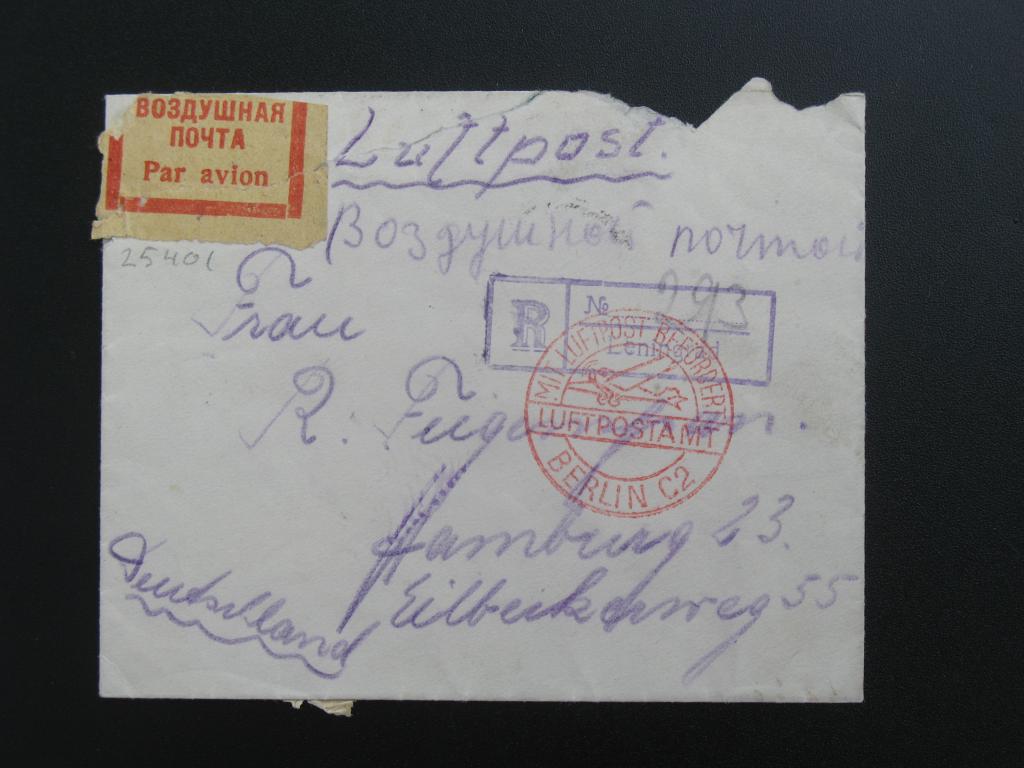 ВОЗДУШНАЯ
ПОЧТА
Par avion
Luftpost.
Воздушной почтой
25401
Frau
R № 293
Leningrad
R.
MIT LUFTPOST BEFÖRDERT
LUFTPOSTAMT
BERLIN C2
Hamburg 23.
Eilbeckerweg 55
Deutschland